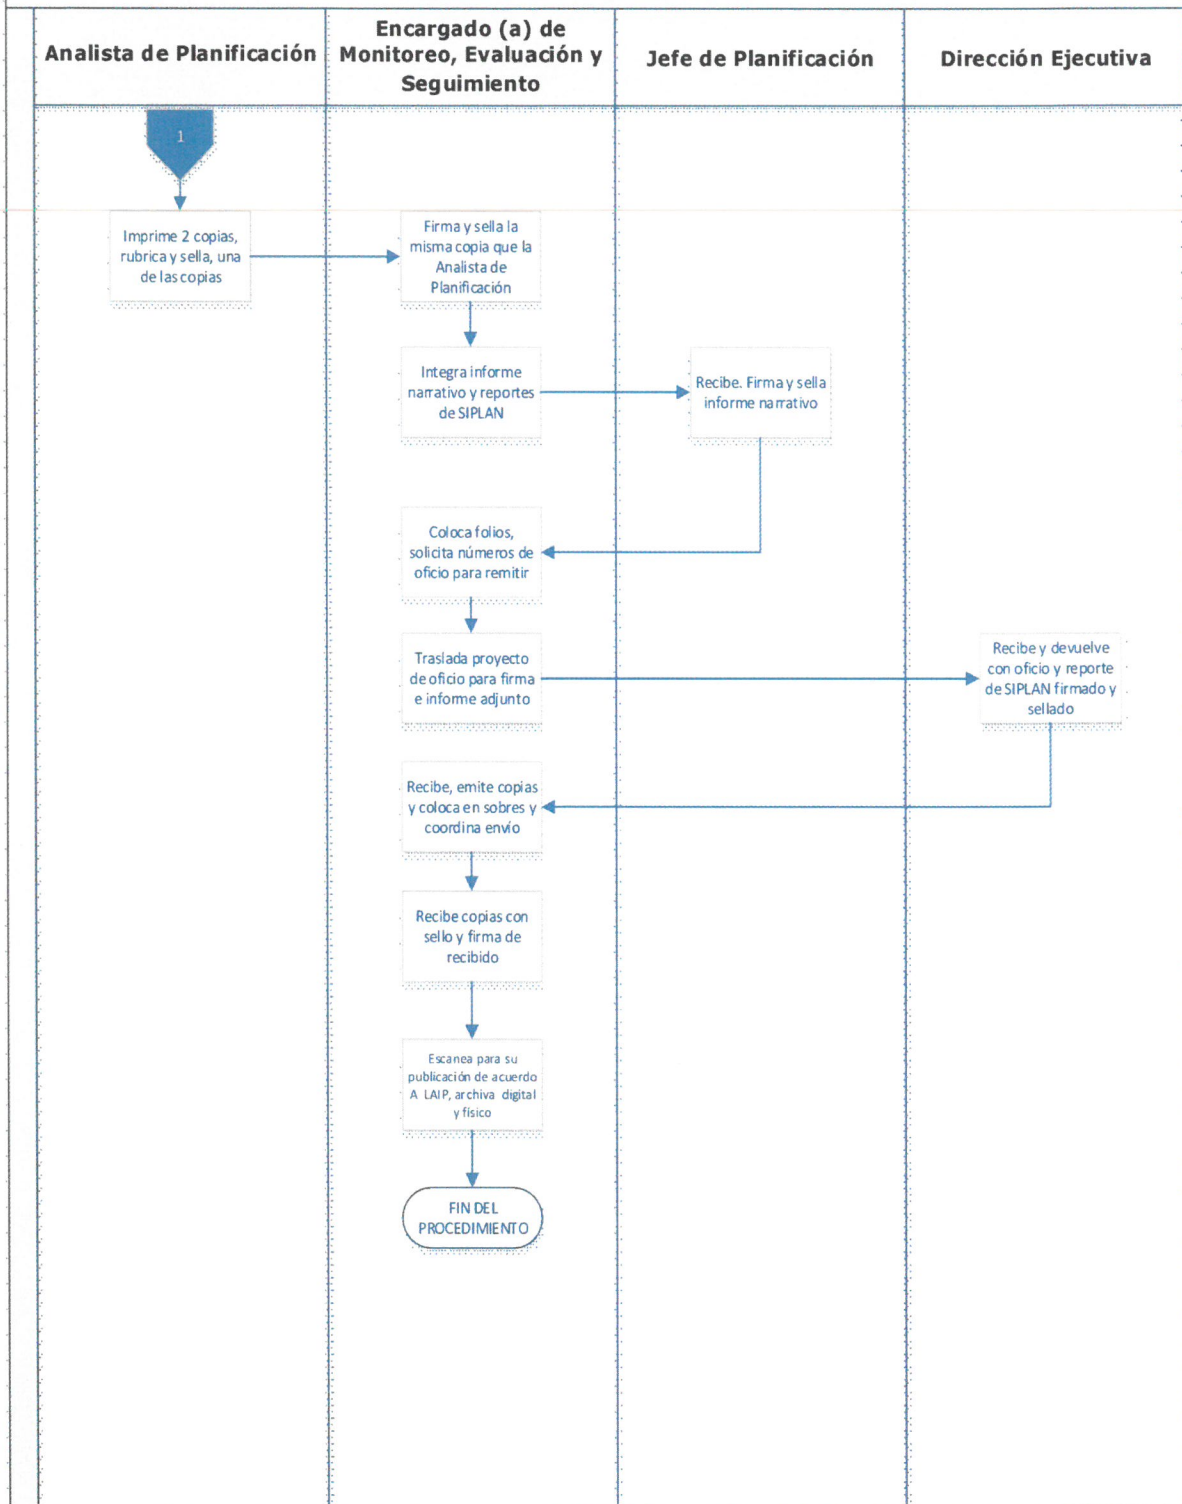 Analista de Planificación
Encargado (a) de
Monitoreo, Evaluación y
Seguimiento
Jefe de Planificación
Dirección Ejecutiva
1
Imprime 2 copias,
rubrica y sella, una
de las copias
Firma y sella la
misma copia que la
Analista de
Planificación
Integra informe
narrativo y reportes
de SIPLAN
Recibe. Firma y sella
informe narrativo
Coloca folios,
solicita números de
oficio para remitir
Traslada proyecto
de oficio para firma
e informe adjunto
Recibe y devuelve
con oficio y reporte
de SIPLAN firmado y
sellado
Recibe, emite copias
y coloca en sobres y
coordina envío
Recibe copias con
sello y firma de
recibido
Escanea para su
publicación de acuerdo
A LAIP, archiva digital
y físico
FIN DEL
PROCEDIMIENTO